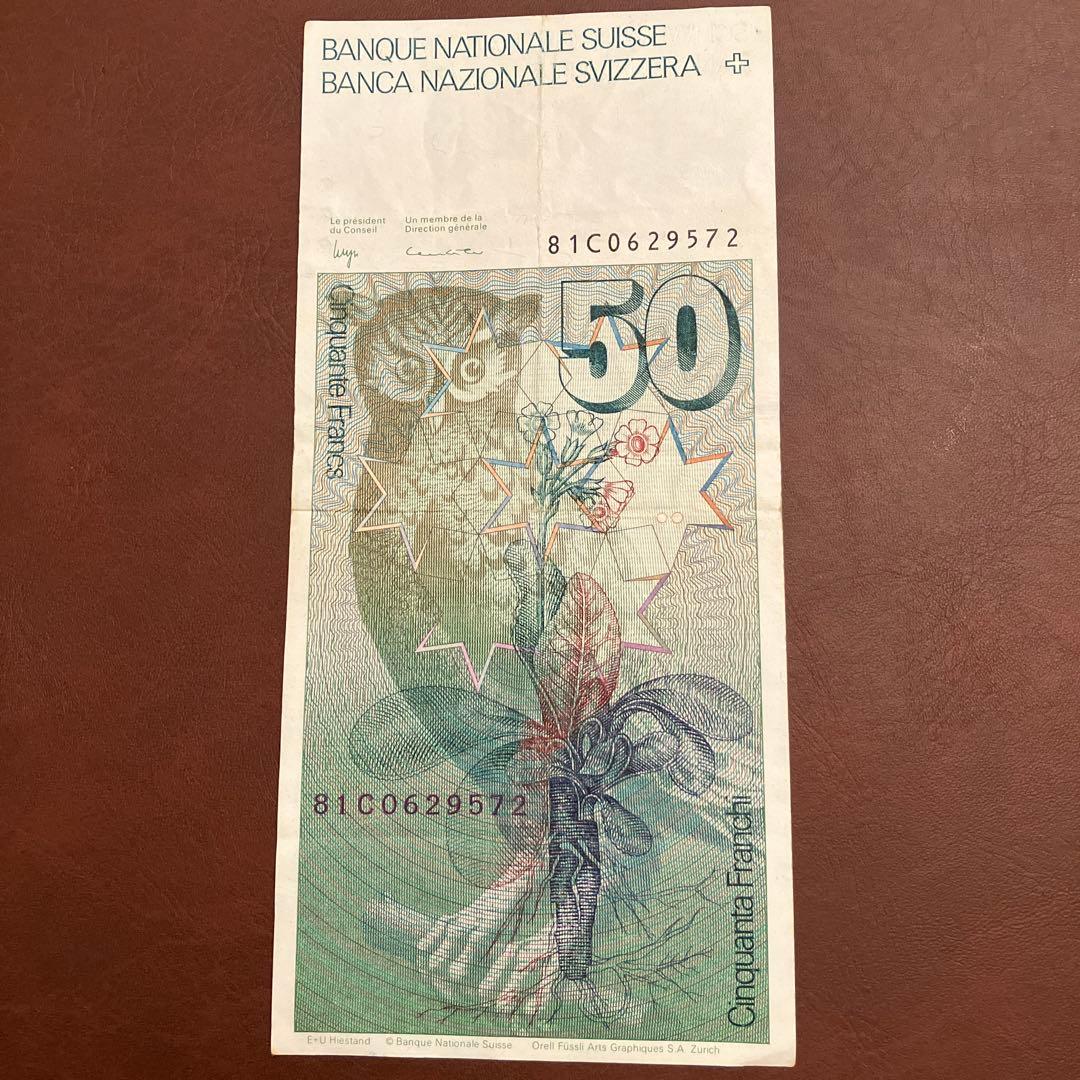 BANQUE NATIONALE SUISSE
BANCA NAZIONALE SVIZZERA
Le président
du Conseil
Un membre de la
Direction générale
81C0629572
50
Cinquante Francs
81C0629572
Cinquanta Franchi
E+U Hiestand © Banque Nationale Suisse Orell Füssli Arts Graphiques S.A. Zurich